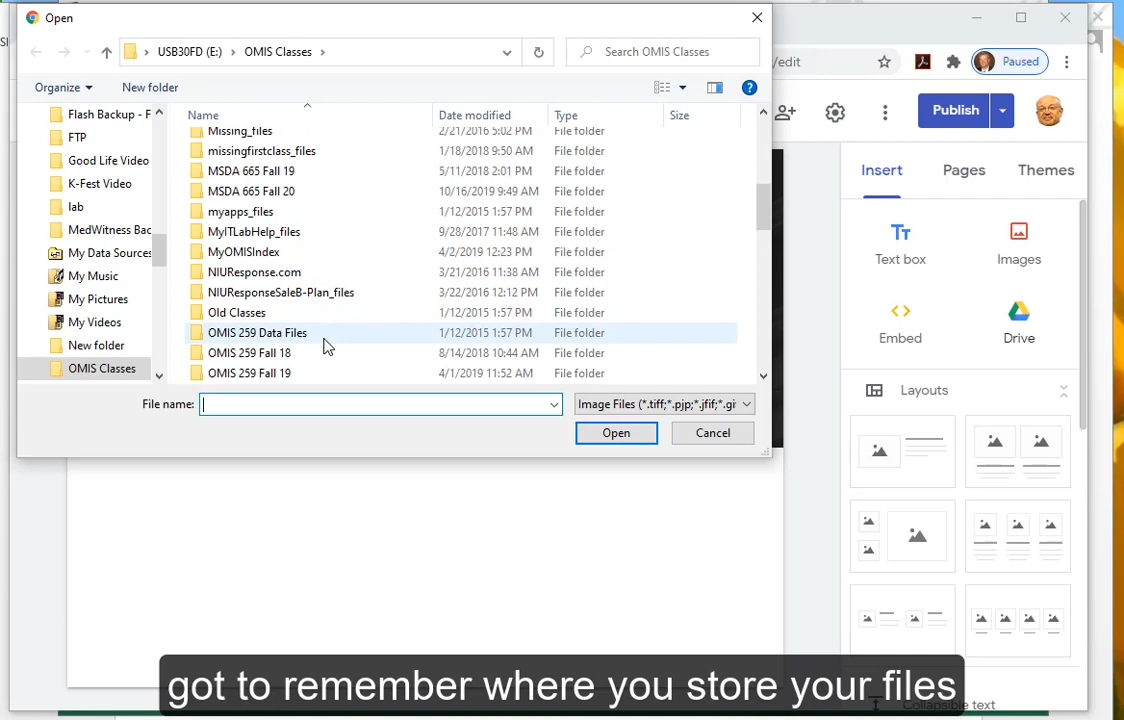 Open
USB30FD (E:) OMIS Classes
Search OMIS Classes
/edit
Paused
Organize
New folder
Publish
Flash Backup - F
FTP
Good Life Video
K-Fest Video
lab
MedWitness Bac
My Data Sources
My Music
My Pictures
My Videos
New folder
OMIS Classes
Name Date modified Type Size
Missing_files 2/21/2016 5:02 PM File folder
missingfirstclass_files 1/18/2018 9:50 AM File folder
MSDA 665 Fall 19 5/11/2018 2:01 PM File folder
MSDA 665 Fall 20 10/16/2019 9:49 AM File folder
myapps_files 1/12/2015 1:57 PM File folder
MyITLabHelp_files 9/28/2017 11:48 AM File folder
MyOMISIndex 4/2/2019 12:23 PM File folder
NIUResponse.com 3/21/2016 11:38 AM File folder
NIUResponseSaleB-Plan_files 3/22/2016 12:12 PM File folder
Old Classes 1/12/2015 1:57 PM File folder
OMIS 259 Data Files 1/12/2015 1:57 PM File folder
OMIS 259 Fall 18 8/14/2018 10:44 AM File folder
OMIS 259 Fall 19 4/1/2019 11:52 AM File folder
File name:
Image Files (*.tiff;*.pjp;*.jfif;*.gi
Open
Cancel
Insert
Pages
Themes
Text box
Images
Embed
Drive
Layouts
Collapsible text
got to remember where you store your files